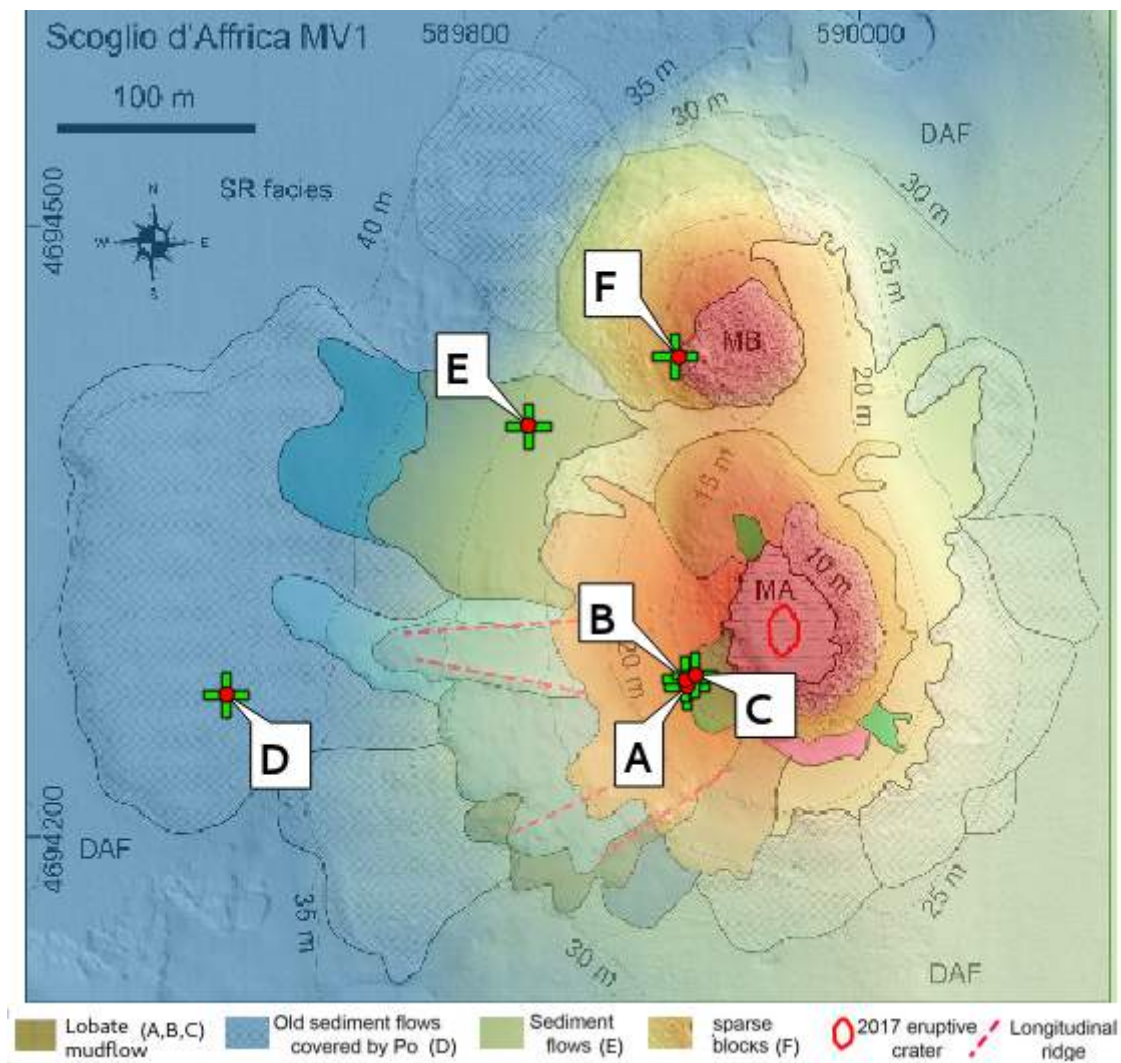 Scoglio d'Affrica MV1
589800
590000
100 m
35 m
30 m
DAF
N
W
E
S
SR facies
30 m
4694500
40 m
25 m
F
MB
E
20 m
15 m
10 m
MA
B
20 m
C
A
D
4694200
DAF
25 m
35 m
30 m
DAF
Lobate (A,B,C)
mudflow
Old sediment flows
covered by Po (D)
Sediment
flows (E)
sparse
blocks (F)
2017 eruptive
crater
Longitudinal
ridge